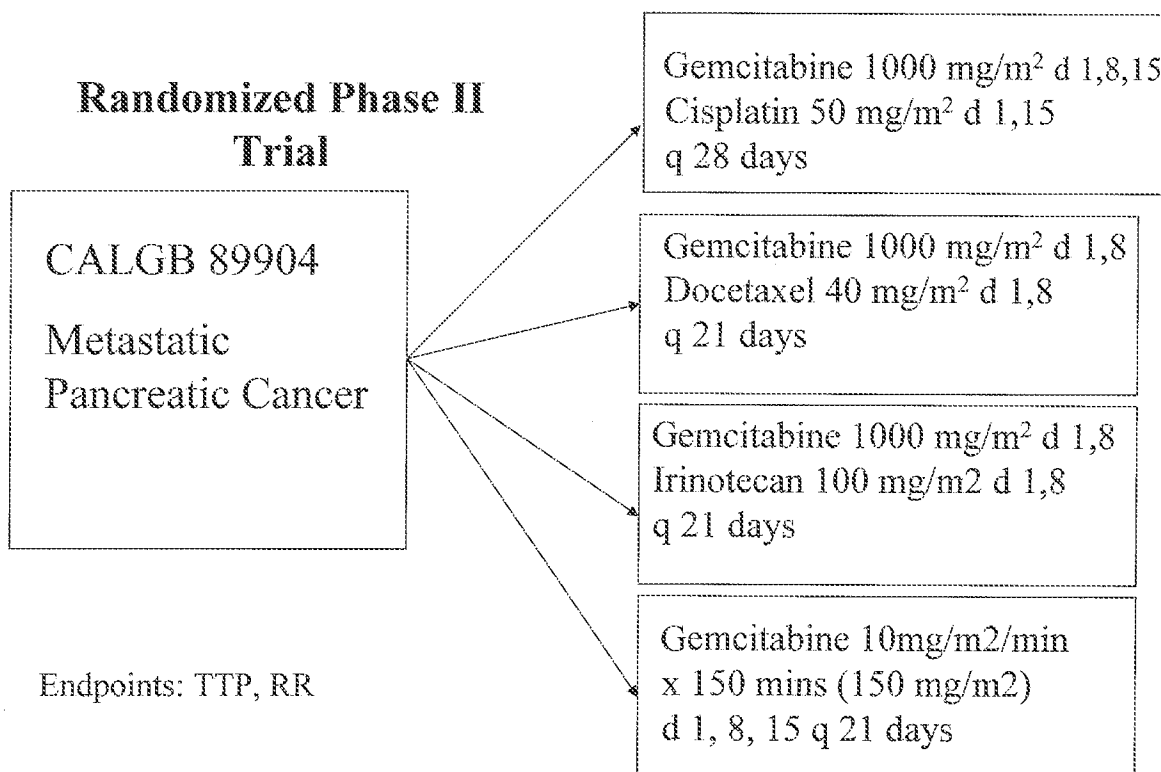 Randomized Phase II
Trial
CALGB 89904
Metastatic
Pancreatic Cancer
Endpoints: TTP, RR
Gemcitabine 1000 mg/m² d 1,8,15
Cisplatin 50 mg/m² d 1,15
q 28 days
Gemcitabine 1000 mg/m² d 1,8
Docetaxel 40 mg/m² d 1,8
q 21 days
Gemcitabine 1000 mg/m² d 1,8
Irinotecan 100 mg/m2 d 1,8
q 21 days
Gemcitabine 10mg/m2/min
x 150 mins (150 mg/m2)
d 1, 8, 15 q 21 days